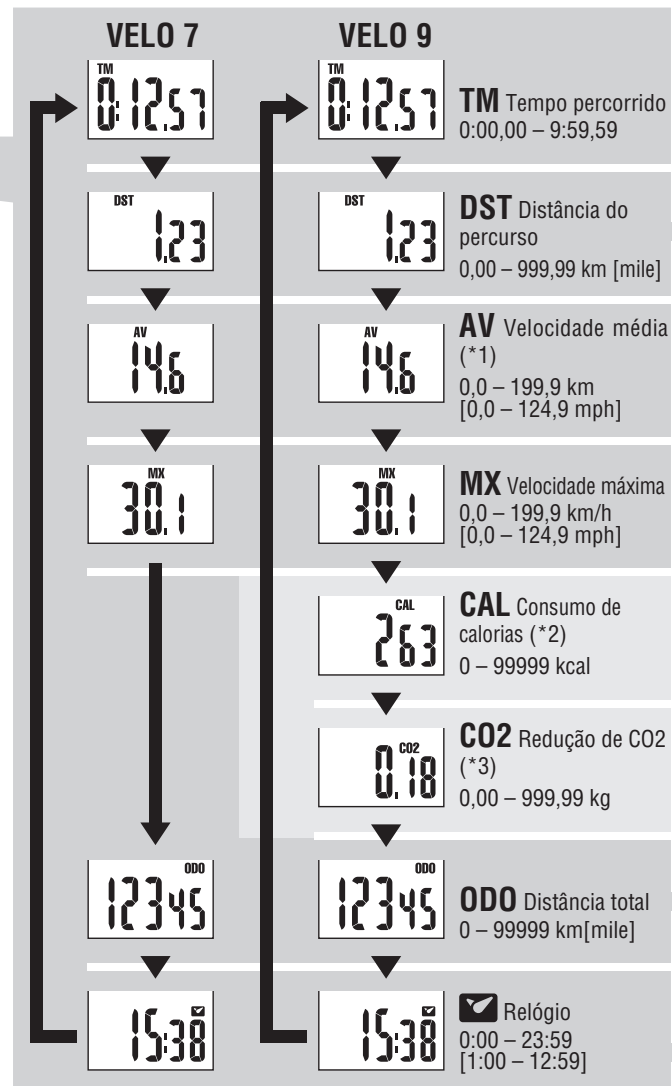 VELO 7 VELO 9
TM
0:12,57
TM
0:12,57
TM Tempo percorrido
0:00,00 – 9:59,59
DST
1,23
DST
1,23
DST Distância do
percurso
0,00 – 999,99 km [mile]
AV
14,6
AV
14,6
AV Velocidade média
(*1)
0,0 – 199,9 km
[0,0 – 124,9 mph]
MX
30,1
MX
30,1
MX Velocidade máxima
0,0 – 199,9 km/h
[0,0 – 124,9 mph]
CAL
263
CAL Consumo de
calorias (*2)
0 – 99999 kcal
CO2
0,18
CO2 Redução de CO2
(*3)
0,00 – 999,99 kg
ODO
12345
ODO
12345
ODO Distância total
0 – 99999 km[mile]
15:38
15:38
Relógio
0:00 – 23:59
[1:00 – 12:59]